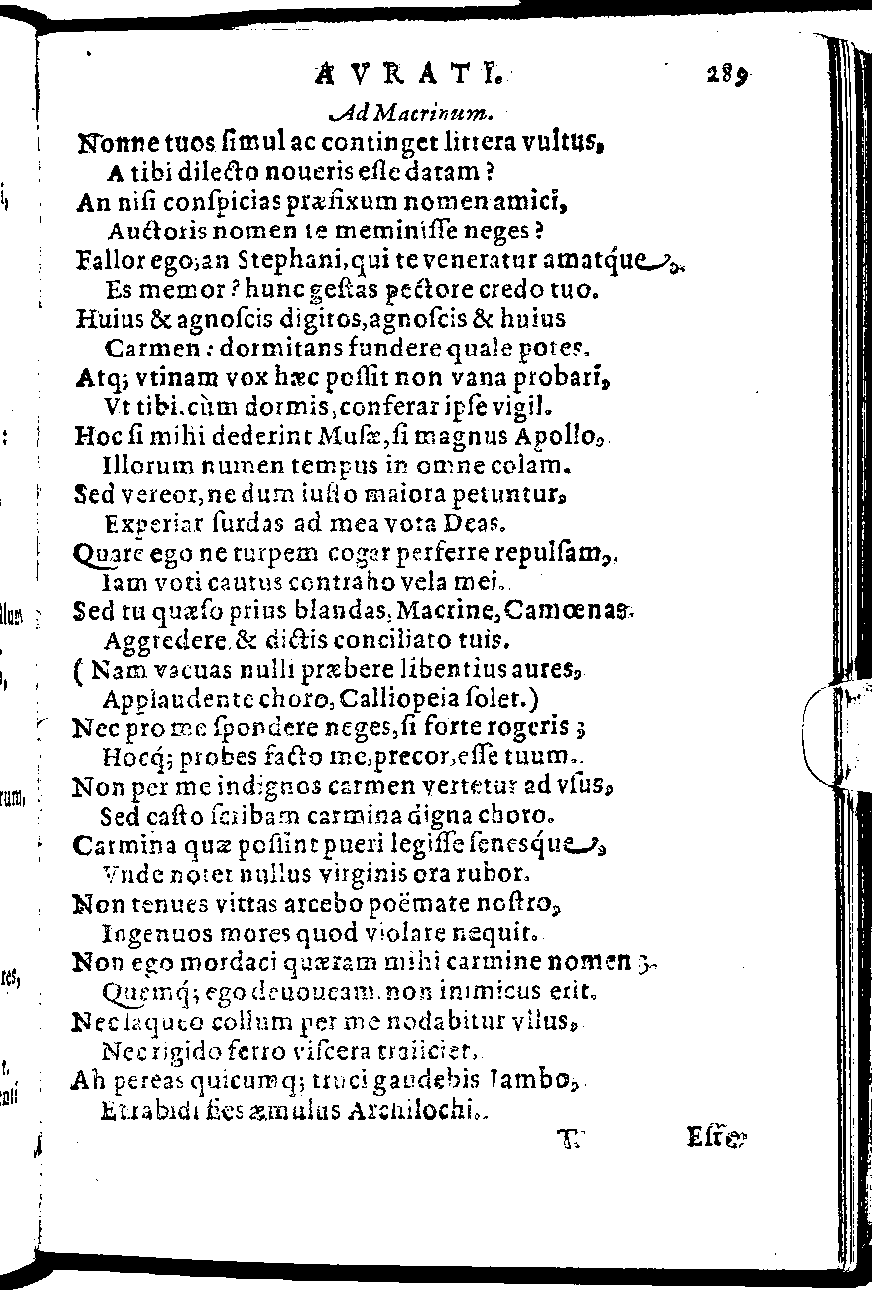 AVRATI. 289
Ad Macrinum.
Nonne tuos ſimul ac continget littera vultus,
A tibi dilecto noueris eſſe datam?
An niſi conſpicias præfixum nomen amici,
Auctoris nomen te meminiſſe neges?
Fallor ego, an Stephani, qui te veneratur amatq́ue,
Es memor? hunc geſtas pectore credo tuo.
Huius & agnoſcis digitos, agnoſcis & huius
Carmen: dormitans fundere quale potes.
Atq; vtinam vox hæc poſſit non vana probari,
Vt tibi. cùm dormis, conferar ipſe vigil.
Hoc ſi mihi dederint Muſæ, ſi magnus Apollo,
Illorum numen tempus in omne colam.
Sed vereor, ne dum iuſto maiora petuntur,
Experiar ſurdas ad mea vota Deas.
Quare ego ne turpem cogar perferre repulſam,
Iam voti cautus contraho vela mei.
Sed tu quæſo prius blandas, Macrine, Camœnas
Aggredere, & dictis conciliato tuis.
(Nam vacuas nulli præbere libentius aures,
Applaudente choro, Calliopeia ſolet.)
Nec pro me ſpondere neges, ſi forte rogeris;
Hocq́; probes facto me, precor, eſſe tuum.
Non per me indignos carmen vertetur ad vſus,
Sed caſto ſcribam carmina digna choro.
Carmina quæ poſſint pueri legiſſe ſenesq́ue,
Vnde notet nullus virginis ora rubor.
Non tenues vittas arcebo poëmate noſtro,
Ingenuos mores quod violare nequit.
Non ego mordaci quæram mihi carmine nomen;
Quemq́; ego deuoueam, non inimicus erit.
Nec laqueo collum per me nodabitur vllus,
Nec rigido ferro viſcera traiiciet.
Ah pereas quicumq; truci gaudebis Iambo,
Et rabidi fies æmulus Archilochi.
T. Eſt